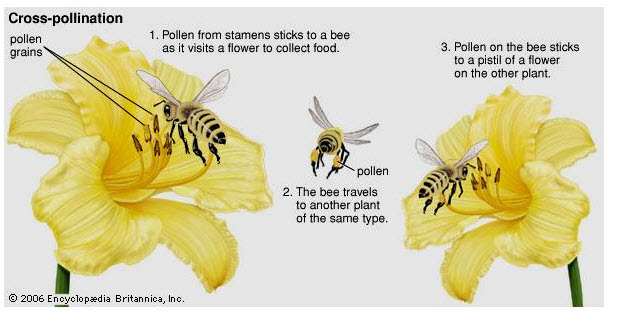 Cross-pollination
pollen
grains
1. Pollen from stamens sticks to a bee
as it visits a flower to collect food.
pollen
2. The bee travels
to another plant
of the same type.
3. Pollen on the bee sticks
to a pistil of a flower
on the other plant.
© 2006 Encyclopædia Britannica, Inc.